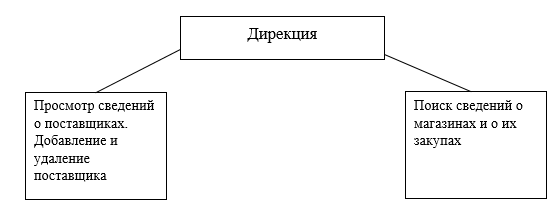 Дирекция
Просмотр сведений
о поставщиках.
Добавление и
удаление
поставщика
Поиск сведений о
магазинах и о их
закупах